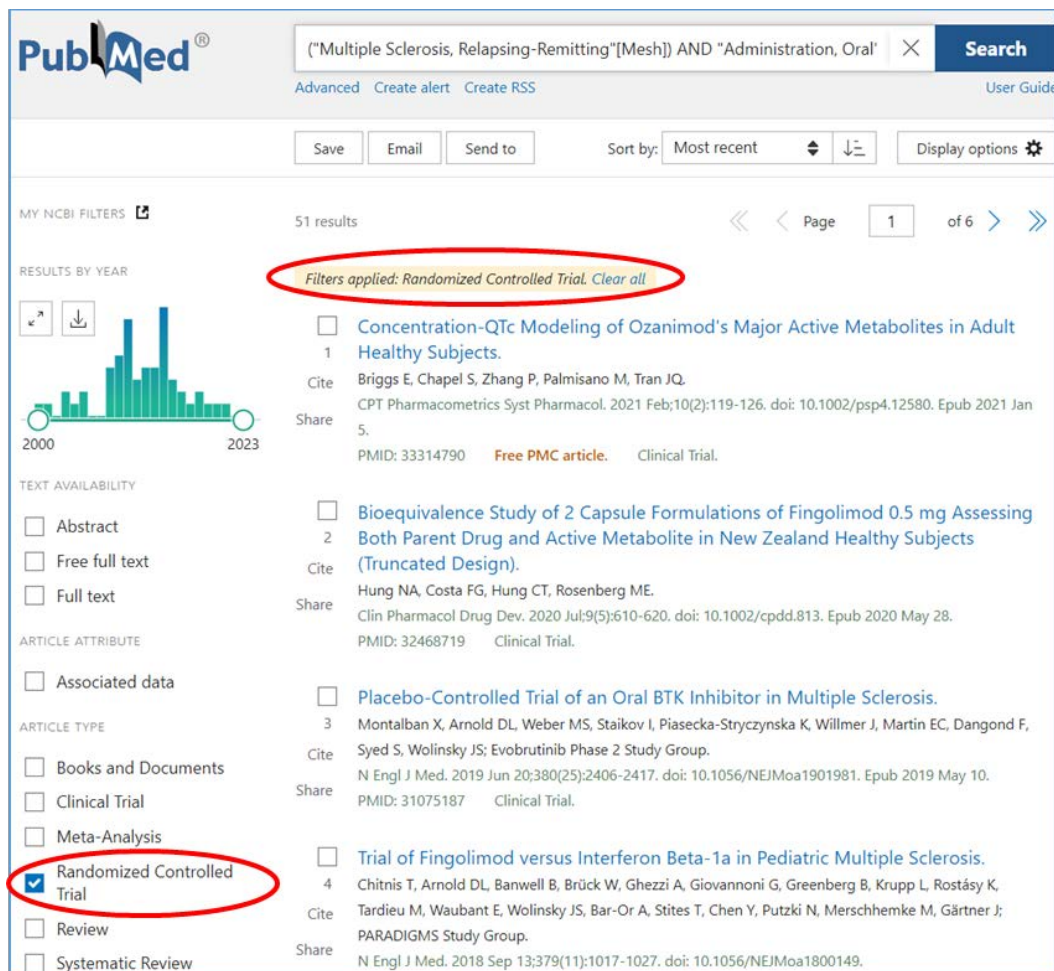 PubMed®
("Multiple Sclerosis, Relapsing-Remitting"[Mesh]) AND "Administration, Oral"
Search
Advanced Create alert Create RSS
User Guide
Save Email Send to
Sort by: Most recent
Display options
MY NCBI FILTERS
51 results
Page 1 of 6
RESULTS BY YEAR
Filters applied: Randomized Controlled Trial. Clear all
2000 2023
TEXT AVAILABILITY
Abstract
Free full text
Full text
ARTICLE ATTRIBUTE
Associated data
ARTICLE TYPE
Books and Documents
Clinical Trial
Meta-Analysis
Randomized Controlled
Trial
Review
Systematic Review
1
Cite
Share
Concentration-QTc Modeling of Ozanimod's Major Active Metabolites in Adult
Healthy Subjects.
Briggs E, Chapel S, Zhang P, Palmisano M, Tran JQ.
CPT Pharmacometrics Syst Pharmacol. 2021 Feb;10(2):119-126. doi: 10.1002/psp4.12580. Epub 2021 Jan
5.
PMID: 33314790 Free PMC article. Clinical Trial.
2
Cite
Share
Bioequivalence Study of 2 Capsule Formulations of Fingolimod 0.5 mg Assessing
Both Parent Drug and Active Metabolite in New Zealand Healthy Subjects
(Truncated Design).
Hung NA, Costa FG, Hung CT, Rosenberg ME.
Clin Pharmacol Drug Dev. 2020 Jul;9(5):610-620. doi: 10.1002/cpdd.813. Epub 2020 May 28.
PMID: 32468719 Clinical Trial.
3
Cite
Share
Placebo-Controlled Trial of an Oral BTK Inhibitor in Multiple Sclerosis.
Montalban X, Arnold DL, Weber MS, Staikov I, Piasecka-Stryczynska K, Willmer J, Martin EC, Dangond F,
Syed S, Wolinsky JS; Evobrutinib Phase 2 Study Group.
N Engl J Med. 2019 Jun 20;380(25):2406-2417. doi: 10.1056/NEJMoa1901981. Epub 2019 May 10.
PMID: 31075187 Clinical Trial.
4
Cite
Share
Trial of Fingolimod versus Interferon Beta-1a in Pediatric Multiple Sclerosis.
Chitnis T, Arnold DL, Banwell B, Brück W, Ghezzi A, Giovannoni G, Greenberg B, Krupp L, Rostásy K,
Tardieu M, Waubant E, Wolinsky JS, Bar-Or A, Stites T, Chen Y, Putzki N, Merschhemke M, Gärtner J;
PARADIGMS Study Group.
N Engl J Med. 2018 Sep 13;379(11):1017-1027. doi: 10.1056/NEJMoa1800149.